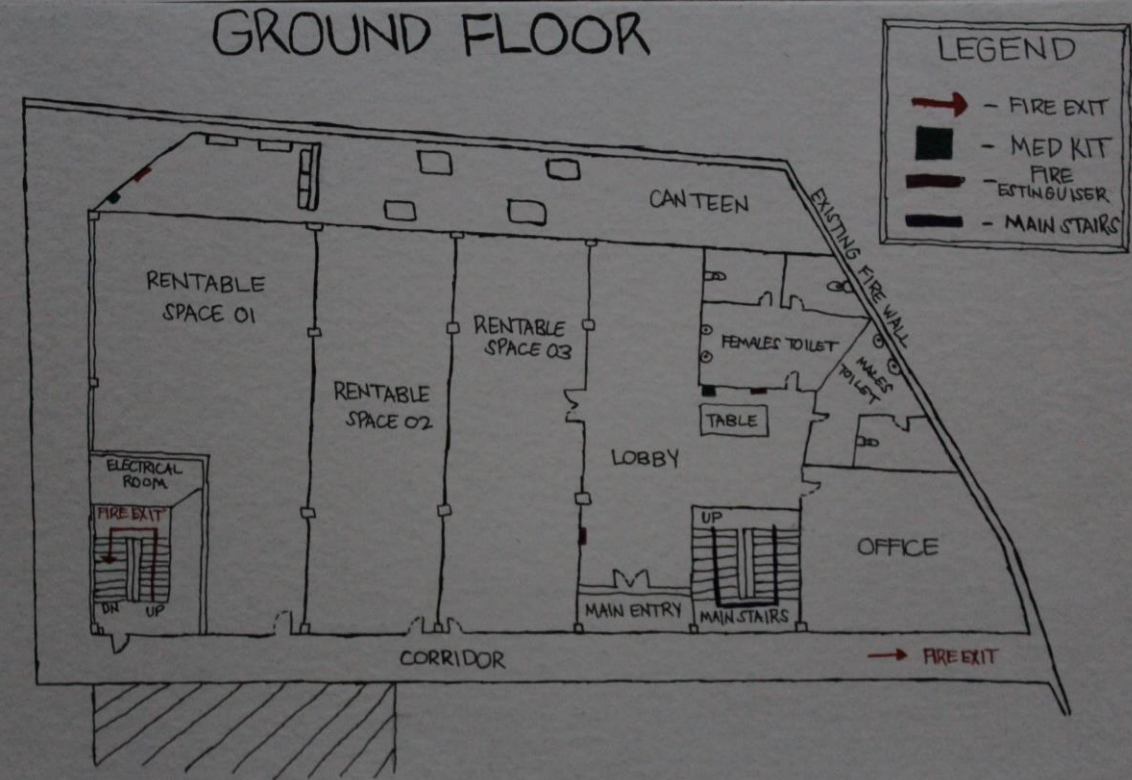 GROUND FLOOR
LEGEND
- FIRE EXIT
- MED KIT
- FIRE
ESTINGUISER
- MAIN STAIRS
CANTEEN
EXISTING FIRE WALL
RENTABLE
SPACE 01
RENTABLE
SPACE 03
FEMALES TOILET
MALES
TOILET
RENTABLE
SPACE 02
TABLE
LOBBY
ELECTRICAL
ROOM
FIRE EXIT
UP
OFFICE
DN
UP
MAIN ENTRY
MAIN STAIRS
CORRIDOR
FIRE EXIT